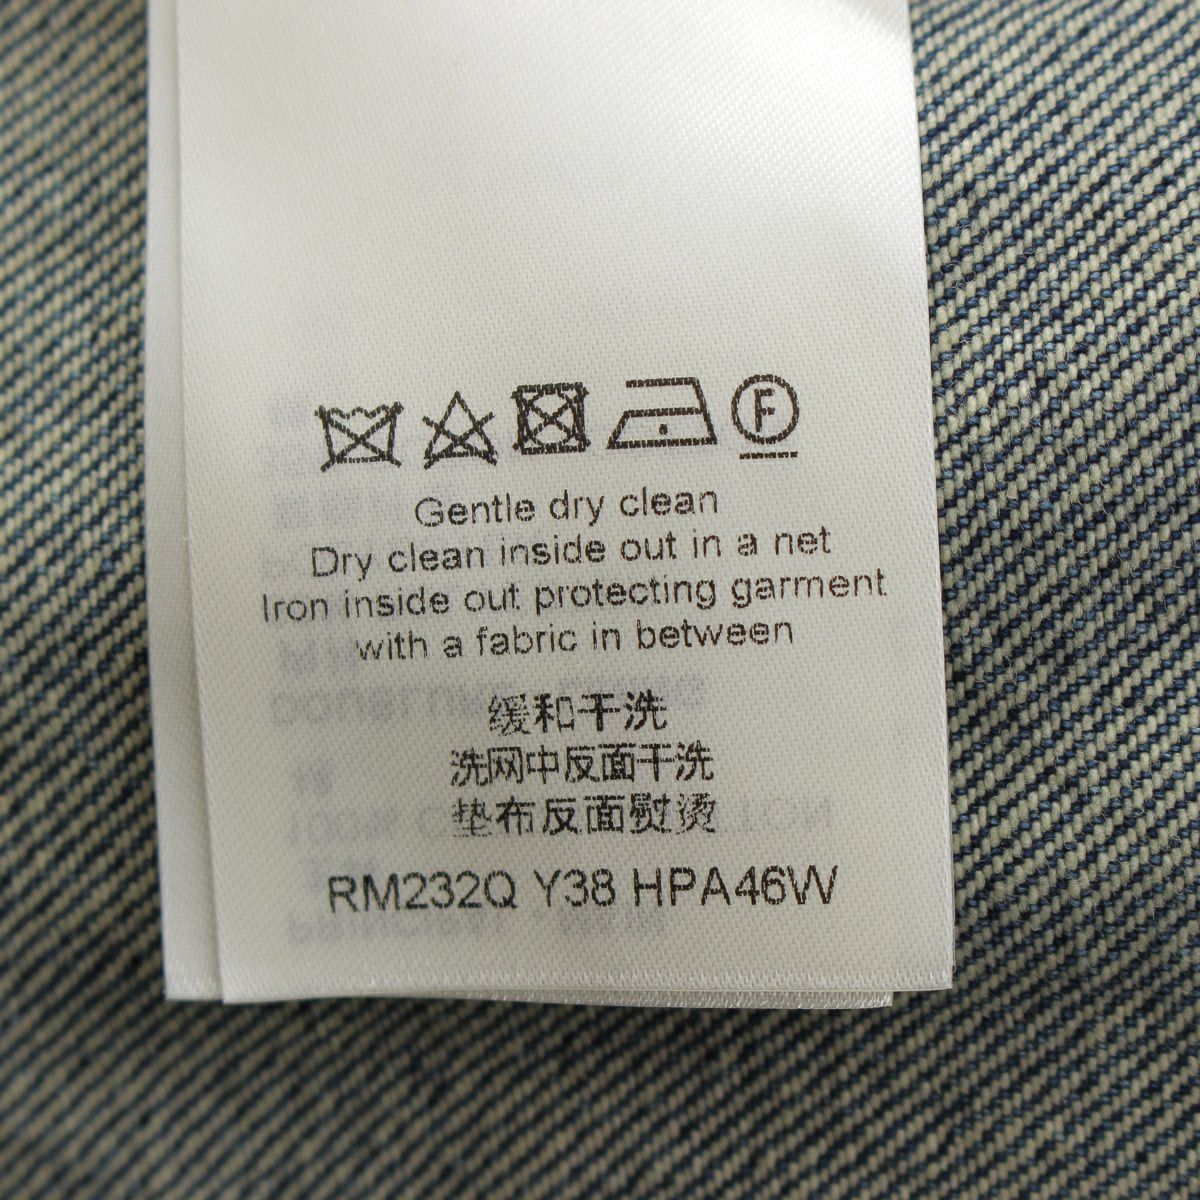 F
Gentle dry clean
Dry clean inside out in a net
Iron inside out protecting garment
with a fabric in between
缓和干洗
洗网中反面干洗
垫布反面熨烫
RM232Q Y38 HPA46W